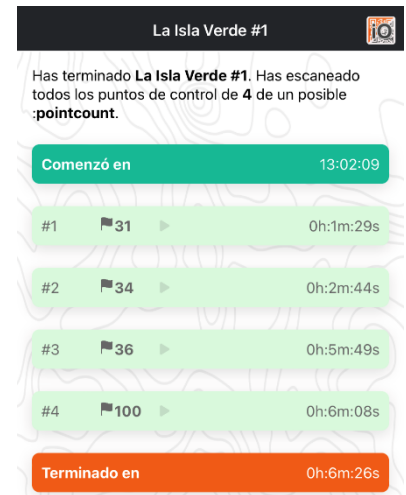 La Isla Verde #1
iO
Has terminado La Isla Verde #1. Has escaneado
todos los puntos de control de 4 de un posible
:pointcount.
Comenzó en 13:02:09
#1 31 0h:1m:29s
#2 34 0h:2m:44s
#3 36 0h:5m:49s
#4 100 0h:6m:08s
Terminado en 0h:6m:26s